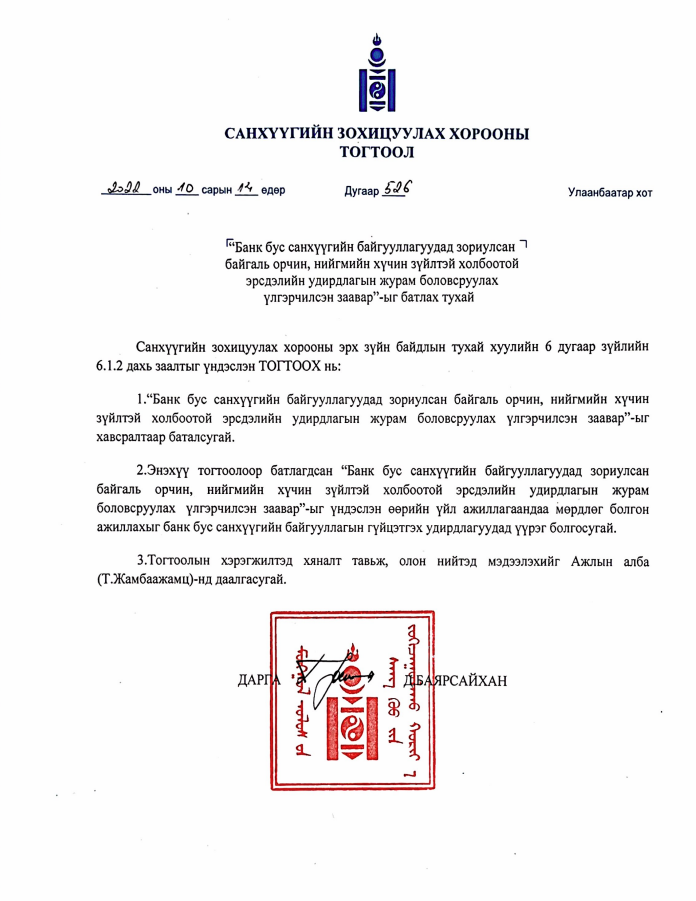 САНХҮҮГИЙН ЗОХИЦУУЛАХ ХОРООНЫ
ТОГТООЛ
2022 оны 10 сарын 14 өдөр Дугаар 526 Улаанбаатар хот
“Банк бус санхүүгийн байгууллагуудад зориулсан
байгаль орчин, нийгмийн хүчин зүйлтэй холбоотой
эрсдэлийн удирдлагын журам боловсруулах
үлгэрчилсэн заавар”-ыг батлах тухай
Санхүүгийн зохицуулах хорооны эрх зүйн байдлын тухай хуулийн 6 дугаар зүйлийн
6.1.2 дахь заалтыг үндэслэн ТОГТООХ нь:
1.“Банк бус санхүүгийн байгууллагуудад зориулсан байгаль орчин, нийгмийн хүчин
зүйлтэй холбоотой эрсдэлийн удирдлагын журам боловсруулах үлгэрчилсэн заавар”-ыг
хавсралтаар баталсугай.
2.Энэхүү тогтоолоор батлагдсан “Банк бус санхүүгийн байгууллагуудад зориулсан
байгаль орчин, нийгмийн хүчин зүйлтэй холбоотой эрсдэлийн удирдлагын журам
боловсруулах үлгэрчилсэн заавар”-ыг үндэслэн өөрийн үйл ажиллагаандаа мөрдлөг болгон
ажиллахыг банк бус санхүүгийн байгууллагын гүйцэтгэх удирдлагуудад үүрэг болгосугай.
3.Тогтоолын хэрэгжилтэд хяналт тавьж, олон нийтэд мэдээлэхийг Ажлын алба
(Т.Жамбаажамц)-нд даалгасугай.
ДАРГА Д.БАЯРСАЙХАН